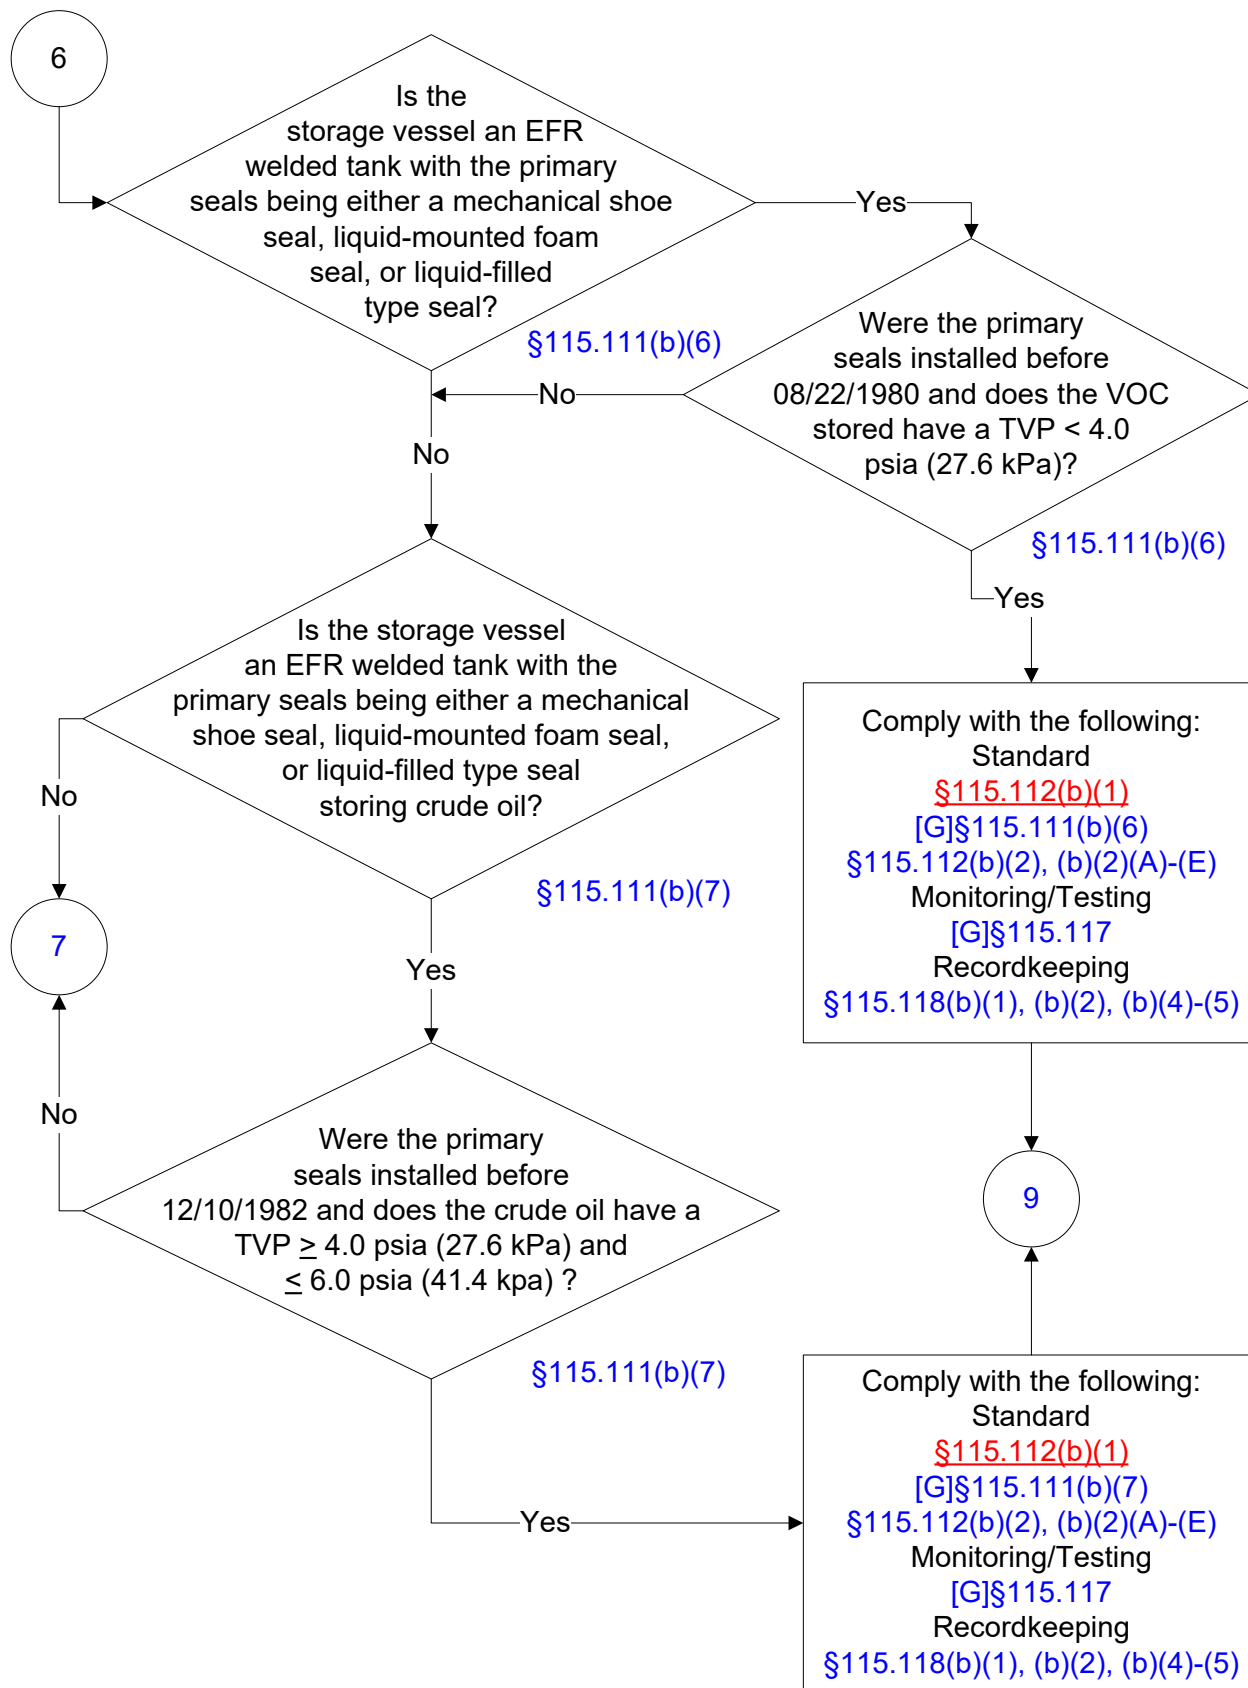 6
Is the
storage vessel an EFR
welded tank with the primary
seals being either a mechanical shoe
seal, liquid-mounted foam
seal, or liquid-filled
type seal?
§115.111(b)(6)
Yes
Were the primary
seals installed before
08/22/1980 and does the VOC
stored have a TVP < 4.0
psia (27.6 kPa)?
§115.111(b)(6)
No
No
Yes
Is the storage vessel
an EFR welded tank with the
primary seals being either a mechanical
shoe seal, liquid-mounted foam seal,
or liquid-filled type seal
storing crude oil?
§115.111(b)(7)
No
7
Yes
Comply with the following:
Standard
§115.112(b)(1)
[G]§115.111(b)(6)
§115.112(b)(2), (b)(2)(A)-(E)
Monitoring/Testing
[G]§115.117
Recordkeeping
§115.118(b)(1), (b)(2), (b)(4)-(5)
No
Were the primary
seals installed before
12/10/1982 and does the crude oil have a
TVP ≥ 4.0 psia (27.6 kPa) and
≤ 6.0 psia (41.4 kpa) ?
§115.111(b)(7)
9
Yes
Comply with the following:
Standard
§115.112(b)(1)
[G]§115.111(b)(7)
§115.112(b)(2), (b)(2)(A)-(E)
Monitoring/Testing
[G]§115.117
Recordkeeping
§115.118(b)(1), (b)(2), (b)(4)-(5)